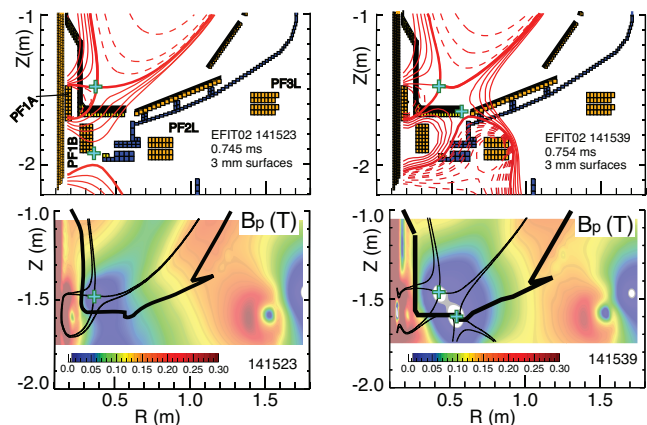 -1
-2
Z(m)
PF1A
PF1B
PF2L
PF3L
EFIT02 141523
0.745 ms
3 mm surfaces
-1
-2
Z(m)
EFIT02 141539
0.754 ms
3 mm surfaces
-1.0
-1.5
-2.0
Z (m)
Bp (T)
0.0 0.05 0.10 0.15 0.20 0.25 0.30
141523
0.5 1.0 1.5
R (m)
-1.0
-1.5
-2.0
Z (m)
Bp (T)
0.0 0.05 0.10 0.15 0.20 0.25 0.30
141539
0.5 1.0 1.5
R (m)